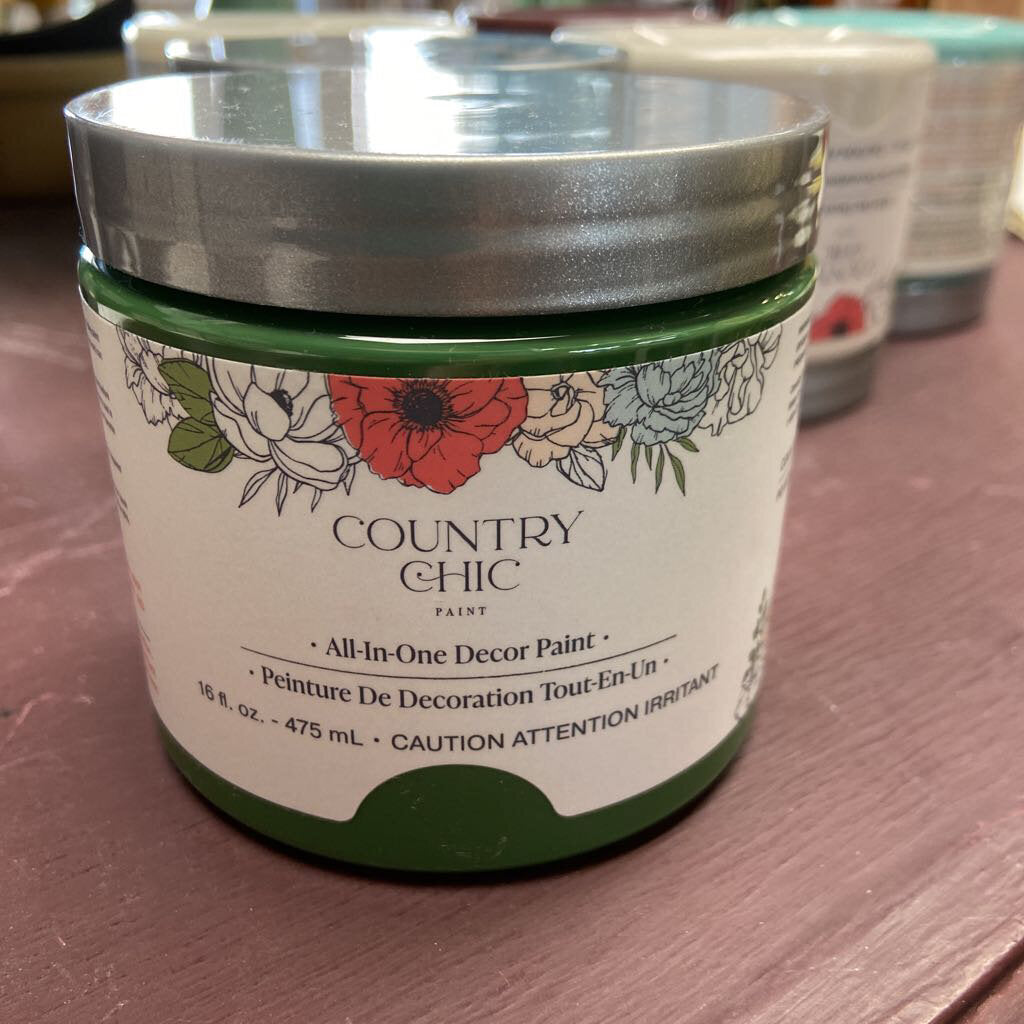 COUNTRY
CHIC
PAINT
· All-In-One Decor Paint ·
· Peinture De Decoration Tout-En-Un ·
16 fl. oz. - 475 mL · CAUTION ATTENTION IRRITANT